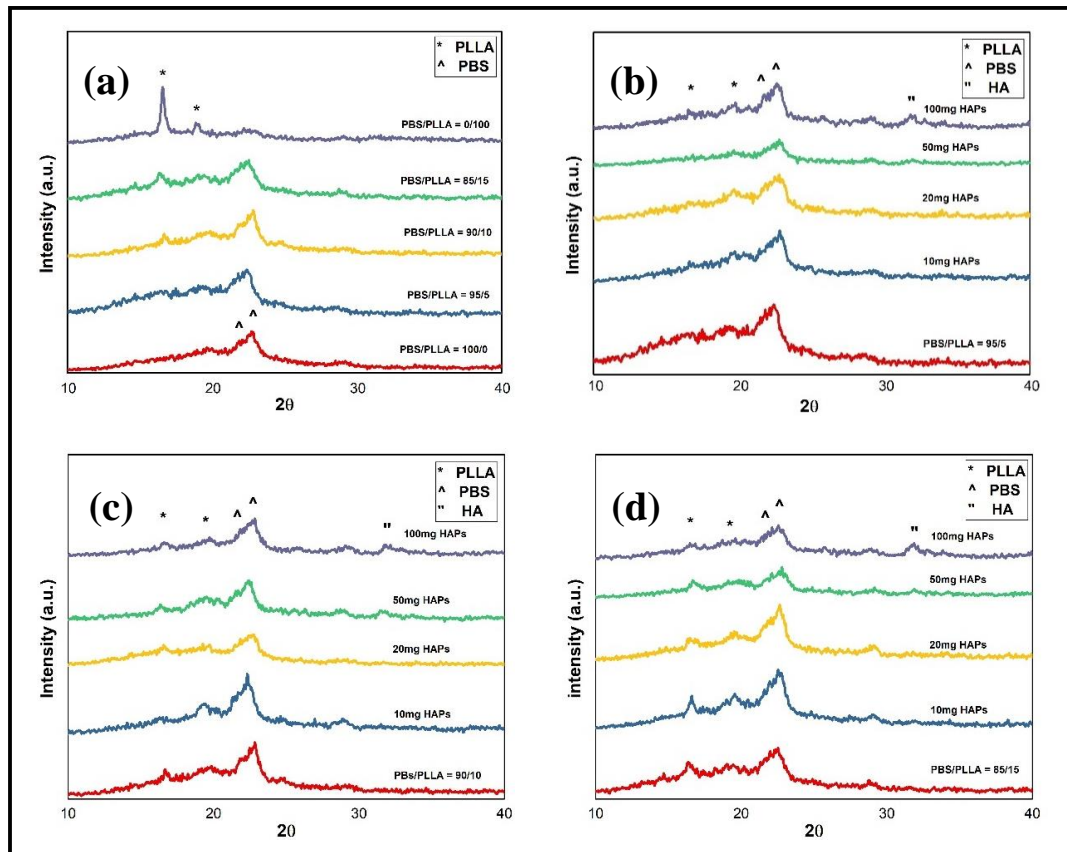 (a)
* PLLA
^ PBS
*
*
PBS/PLLA = 0/100
PBS/PLLA = 85/15
PBS/PLLA = 90/10
PBS/PLLA = 95/5
^ ^
PBS/PLLA = 100/0
Intensity (a.u.)
10 20 30 40
2θ
(b)
* PLLA
^ PBS
" HA
* * ^ ^ "
100mg HAPs
50mg HAPs
20mg HAPs
10mg HAPs
PBS/PLLA = 95/5
Intensity (a.u.)
10 20 30 40
2θ
(c)
* PLLA
^ PBS
" HA
* * ^ ^ "
100mg HAPs
50mg HAPs
20mg HAPs
10mg HAPs
PBs/PLLA = 90/10
Intensity (a.u.)
10 20 30 40
2θ
(d)
* PLLA
^ PBS
" HA
* * ^ ^ "
100mg HAPs
50mg HAPs
20mg HAPs
10mg HAPs
PBS/PLLA = 85/15
intensity (a.u.)
10 20 30 40
2θ